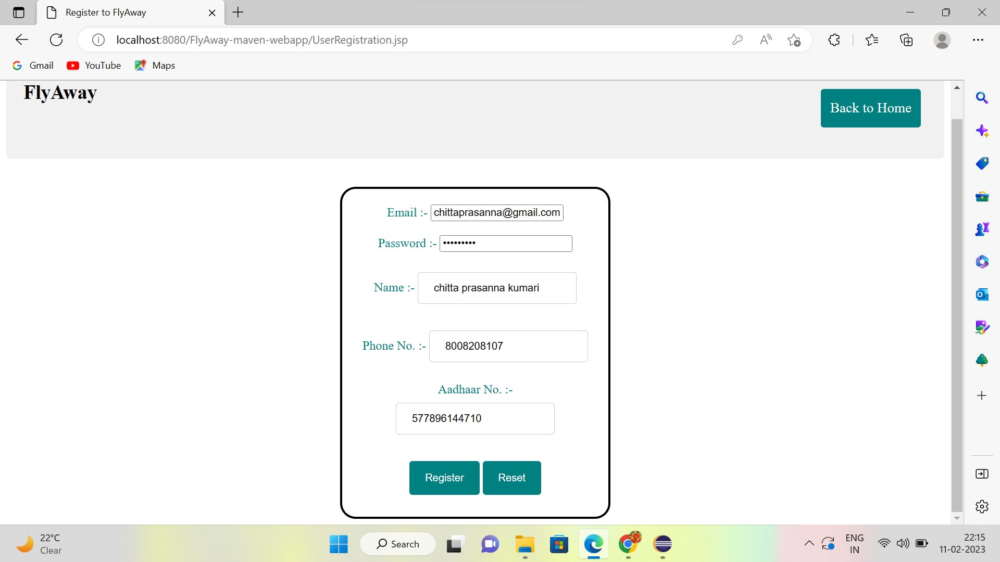 Register to FlyAway
localhost:8080/FlyAway-maven-webapp/UserRegistration.jsp
Gmail YouTube Maps
FlyAway
Back to Home
Email :- chittaprasanna@gmail.com
Password :- •••••••••
Name :- chitta prasanna kumari
Phone No. :- 8008208107
Aadhaar No. :-
577896144710
Register Reset
22°C
Clear
Search
ENG
IN
22:15
11-02-2023